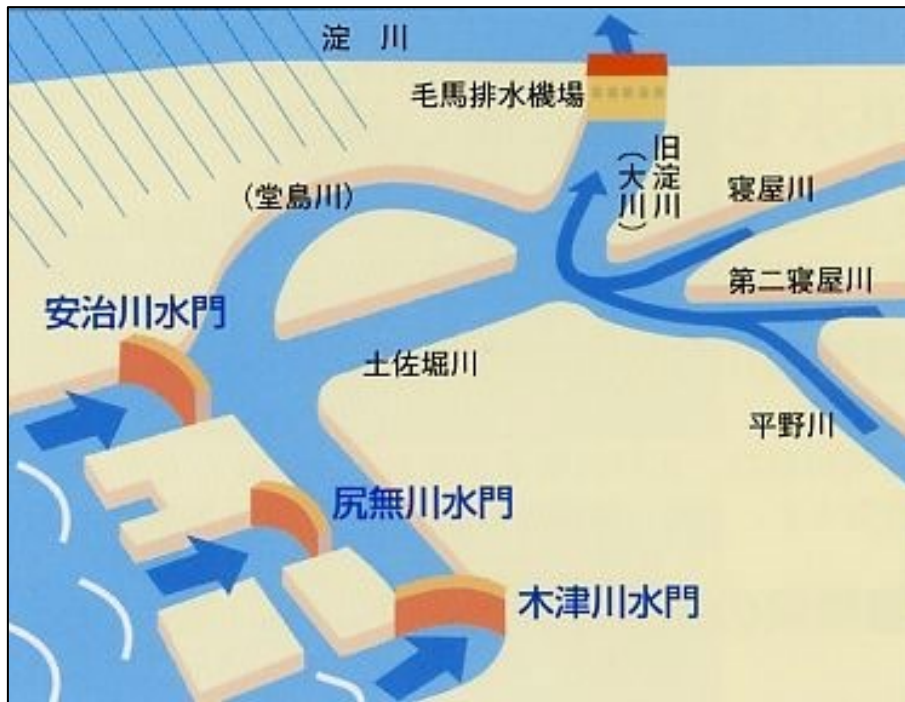 淀　川
毛馬排水機場
旧淀川
（大川）
（堂島川）
寝屋川
第二寝屋川
安治川水門
土佐堀川
平野川
尻無川水門
木津川水門